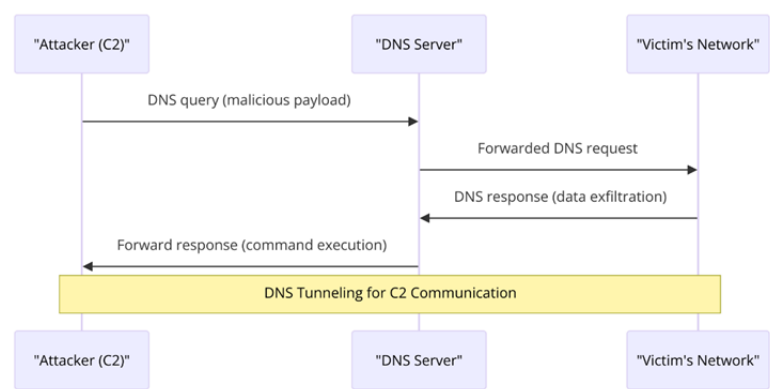 "Attacker (C2)" "DNS Server" "Victim's Network"
DNS query (malicious payload)
Forwarded DNS request
DNS response (data exfiltration)
Forward response (command execution)
DNS Tunneling for C2 Communication
"Attacker (C2)" "DNS Server" "Victim's Network"